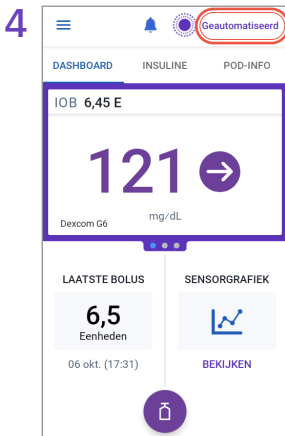 4
Geautomatiseerd
DASHBOARD INSULINE POD-INFO
IOB 6,45 E
121
mg/dL
Dexcom G6
LAATSTE BOLUS SENSORGRAFIEK
6,5
Eenheden
06 okt. (17:31) BEKIJKEN